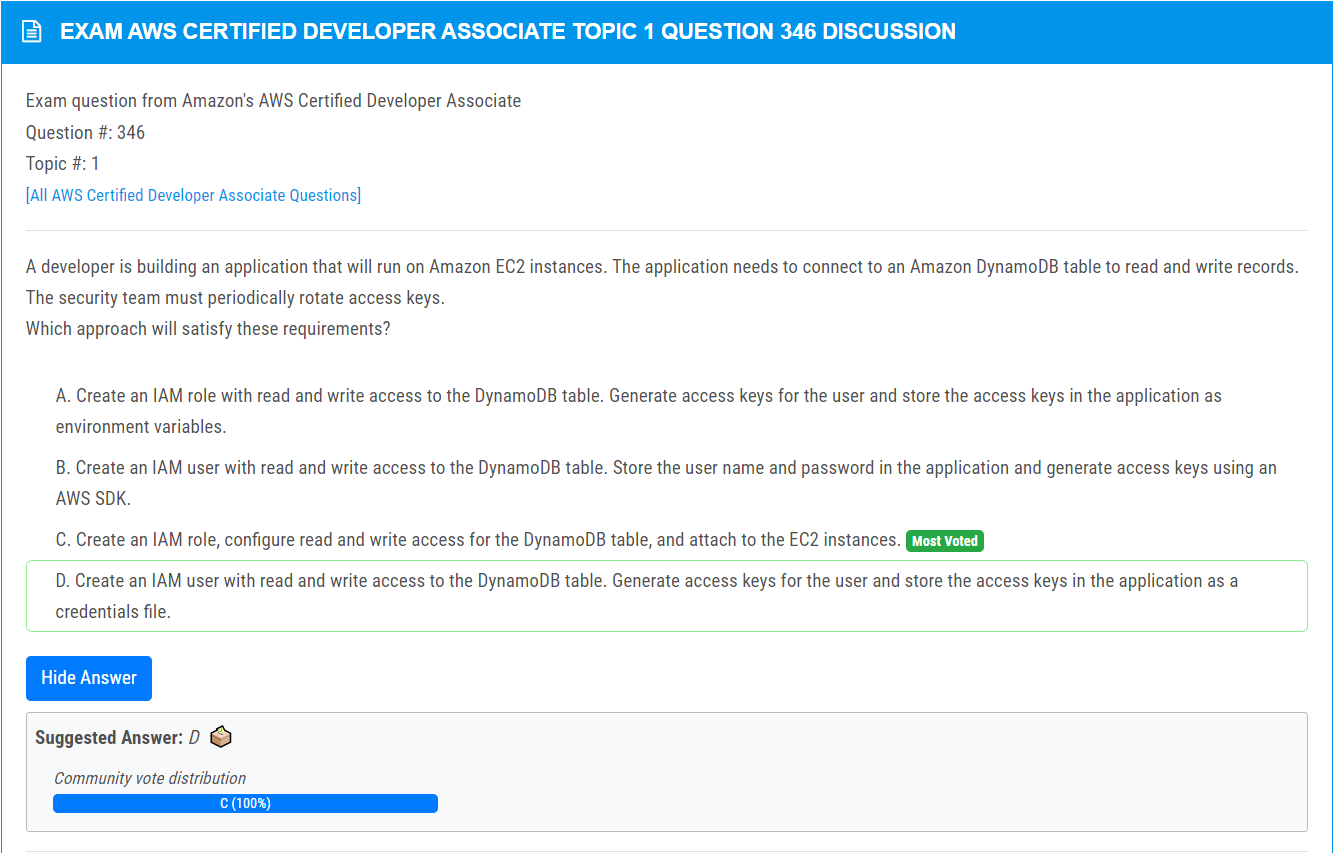 EXAM AWS CERTIFIED DEVELOPER ASSOCIATE TOPIC 1 QUESTION 346 DISCUSSION
Exam question from Amazon's AWS Certified Developer Associate
Question #: 346
Topic #: 1
[All AWS Certified Developer Associate Questions]
A developer is building an application that will run on Amazon EC2 instances. The application needs to connect to an Amazon DynamoDB table to read and write records.
The security team must periodically rotate access keys.
Which approach will satisfy these requirements?
A. Create an IAM role with read and write access to the DynamoDB table. Generate access keys for the user and store the access keys in the application as
environment variables.
B. Create an IAM user with read and write access to the DynamoDB table. Store the user name and password in the application and generate access keys using an
AWS SDK.
C. Create an IAM role, configure read and write access for the DynamoDB table, and attach to the EC2 instances. Most Voted
D. Create an IAM user with read and write access to the DynamoDB table. Generate access keys for the user and store the access keys in the application as a
credentials file.
Hide Answer
Suggested Answer: D
Community vote distribution
C (100%)